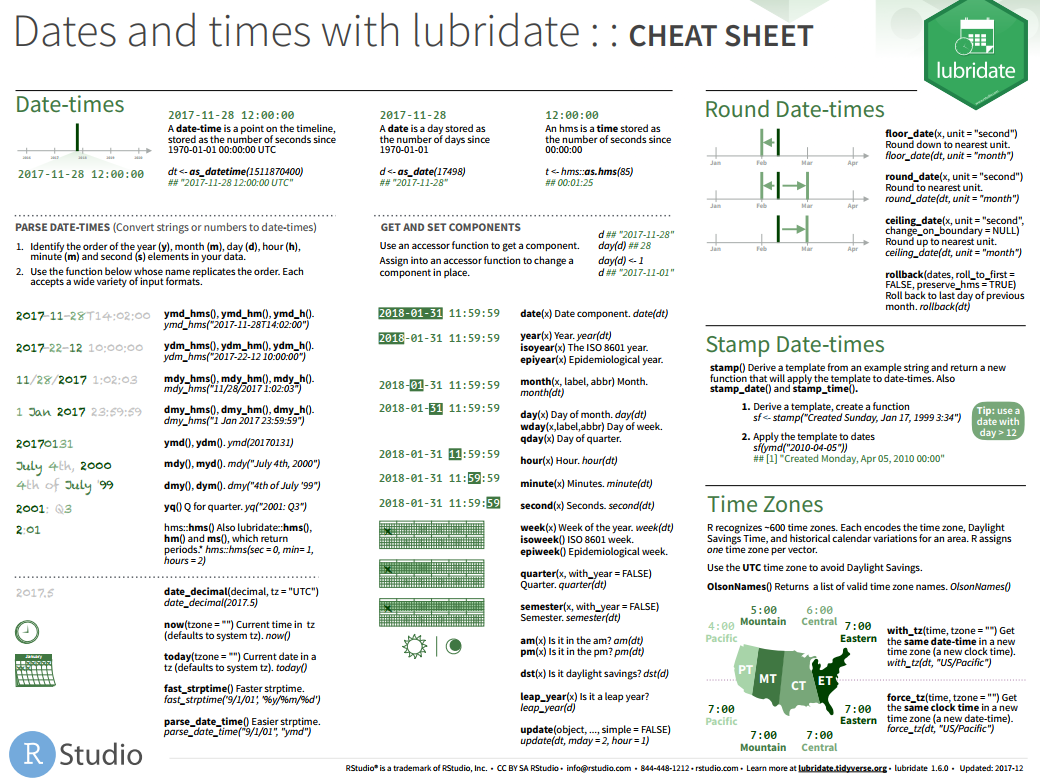 Dates and times with lubridate : : CHEAT SHEET
lubridate
Date-times
2017-11-28 12:00:00
2017-11-28 12:00:00
A date-time is a point on the timeline,
stored as the number of seconds since
1970-01-01 00:00:00 UTC
dt <- as_datetime(1511870400)
## "2017-11-28 12:00:00 UTC"
2017-11-28
A date is a day stored as
the number of days since
1970-01-01
d <- as_date(17498)
## "2017-11-28"
12:00:00
An hms is a time stored as
the number of seconds since
00:00:00
t <- hms::as.hms(85)
## 00:01:25
PARSE DATE-TIMES (Convert strings or numbers to date-times)
1. Identify the order of the year (y), month (m), day (d), hour (h),
minute (m) and second (s) elements in your data.
2. Use the function below whose name replicates the order. Each
accepts a wide variety of input formats.
2017-11-28T14:02:00
ymd_hms(), ymd_hm(), ymd_h().
ymd_hms("2017-11-28T14:02:00")
2017-22-12 10:00:00
ydm_hms(), ydm_hm(), ydm_h().
ydm_hms("2017-22-12 10:00:00")
11/28/2017 1:02:03
mdy_hms(), mdy_hm(), mdy_h().
mdy_hms("11/28/2017 1:02:03")
1 Jan 2017 23:59:59
dmy_hms(), dmy_hm(), dmy_h().
dmy_hms("1 Jan 2017 23:59:59")
20170131
ymd(), ydm(). ymd(20170131)
July 4th, 2000
mdy(), myd(). mdy("July 4th, 2000")
4th of July '99
dmy(), dym(). dmy("4th of July '99")
2001: Q3
yq() Q for quarter. yq("2001: Q3")
2:01
hms::hms() Also lubridate::hms(),
hm() and ms(), which return
periods.* hms::hms(sec = 0, min= 1,
hours = 2)
2017.5
date_decimal(decimal, tz = "UTC")
date_decimal(2017.5)
now(tzone = "") Current time in tz
(defaults to system tz). now()
January
today(tzone = "") Current date in a
tz (defaults to system tz). today()
fast_strptime() Faster strptime.
fast_strptime('9/1/01', '%y/%m/%d')
parse_date_time() Easier strptime.
parse_date_time("9/1/01", "ymd")
GET AND SET COMPONENTS
Use an accessor function to get a component.
Assign into an accessor function to change a
component in place.
d ## "2017-11-28"
day(d) ## 28
day(d) <- 1
d ## "2017-11-01"
2018-01-31 11:59:59
date(x) Date component. date(dt)
2018-01-31 11:59:59
year(x) Year. year(dt)
isoyear(x) The ISO 8601 year.
epiyear(x) Epidemiological year.
2018-01-31 11:59:59
month(x, label, abbr) Month.
month(dt)
2018-01-31 11:59:59
day(x) Day of month. day(dt)
wday(x,label,abbr) Day of week.
qday(x) Day of quarter.
2018-01-31 11:59:59
hour(x) Hour. hour(dt)
2018-01-31 11:59:59
minute(x) Minutes. minute(dt)
2018-01-31 11:59:59
second(x) Seconds. second(dt)
week(x) Week of the year. week(dt)
isoweek() ISO 8601 week.
epiweek() Epidemiological week.
quarter(x, with_year = FALSE)
Quarter. quarter(dt)
semester(x, with_year = FALSE)
Semester. semester(dt)
am(x) Is it in the am? am(dt)
pm(x) Is it in the pm? pm(dt)
dst(x) Is it daylight savings? dst(d)
leap_year(x) Is it a leap year?
leap_year(d)
update(object, ..., simple = FALSE)
update(dt, mday = 2, hour = 1)
Round Date-times
Jan Feb Mar Apr
floor_date(x, unit = "second")
Round down to nearest unit.
floor_date(dt, unit = "month")
Jan Feb Mar Apr
round_date(x, unit = "second")
Round to nearest unit.
round_date(dt, unit = "month")
Jan Feb Mar Apr
ceiling_date(x, unit = "second",
change_on_boundary = NULL)
Round up to nearest unit.
ceiling_date(dt, unit = "month")
rollback(dates, roll_to_first =
FALSE, preserve_hms = TRUE)
Roll back to last day of previous
month. rollback(dt)
Stamp Date-times
stamp() Derive a template from an example string and return a new
function that will apply the template to date-times. Also
stamp_date() and stamp_time().
1. Derive a template, create a function
sf <- stamp("Created Sunday, Jan 17, 1999 3:34")
2. Apply the template to dates
sf(ymd("2010-04-05"))
## [1] "Created Monday, Apr 05, 2010 00:00"
Tip: use a
date with
day > 12
Time Zones
R recognizes ~600 time zones. Each encodes the time zone, Daylight
Savings Time, and historical calendar variations for an area. R assigns
one time zone per vector.
Use the UTC time zone to avoid Daylight Savings.
OlsonNames() Returns a list of valid time zone names. OlsonNames()
5:00 6:00
Mountain Central
4:00 7:00
Pacific Eastern
PT MT CT ET
7:00 7:00
Pacific Eastern
7:00 7:00
Mountain Central
with_tz(time, tzone = "") Get
the same date-time in a new
time zone (a new clock time).
with_tz(dt, "US/Pacific")
force_tz(time, tzone = "") Get
the same clock time in a new
time zone (a new date-time).
force_tz(dt, "US/Pacific")
R Studio
RStudio® is a trademark of RStudio, Inc. • CC BY SA RStudio • info@rstudio.com • 844-448-1212 • rstudio.com • Learn more at lubridate.tidyverse.org • lubridate 1.6.0 • Updated: 2017-12